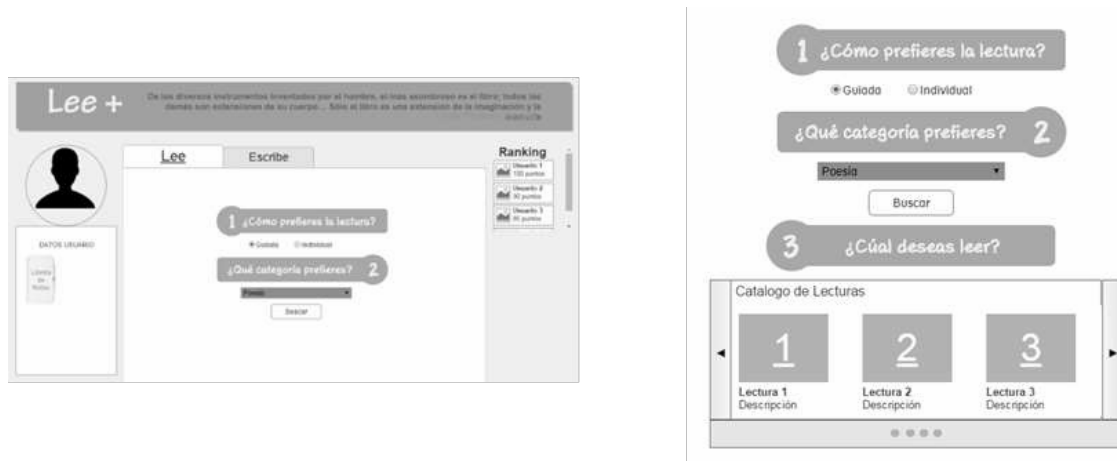 Lee +
De los diversos instrumentos inventados por el hombre, el más asombroso es el libro; todos los
demás son extensiones de su cuerpo... Sólo el libro es una extensión de la imaginación y la
Lee
Escribe
DATOS USUARIO
Libreta
de
Notas
1 ¿Cómo prefieres la lectura?
Guiada Individual
¿Qué categoría prefieres? 2
Poesía
Buscar
Ranking
Usuario 1
100 puntos
Usuario 2
Usuario 3
1 ¿Cómo prefieres la lectura?
Guiada Individual
¿Qué categoría prefieres? 2
Poesía
Buscar
3 ¿Cúal deseas leer?
Catalogo de Lecturas
1 2 3
Lectura 1 Lectura 2 Lectura 3
Descripción Descripción Descripción